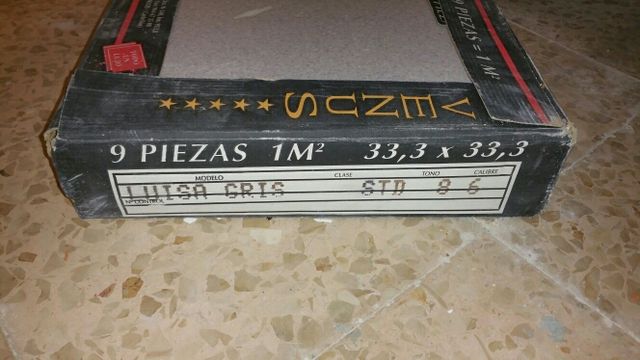 9 PIEZAS = 1 M²
VENUS
9 PIEZAS 1M² 33,3 x 33,3
MODELO CLASE TONO CALIBRE
LUISA GRIS STD 8 6
Nº CONTROL